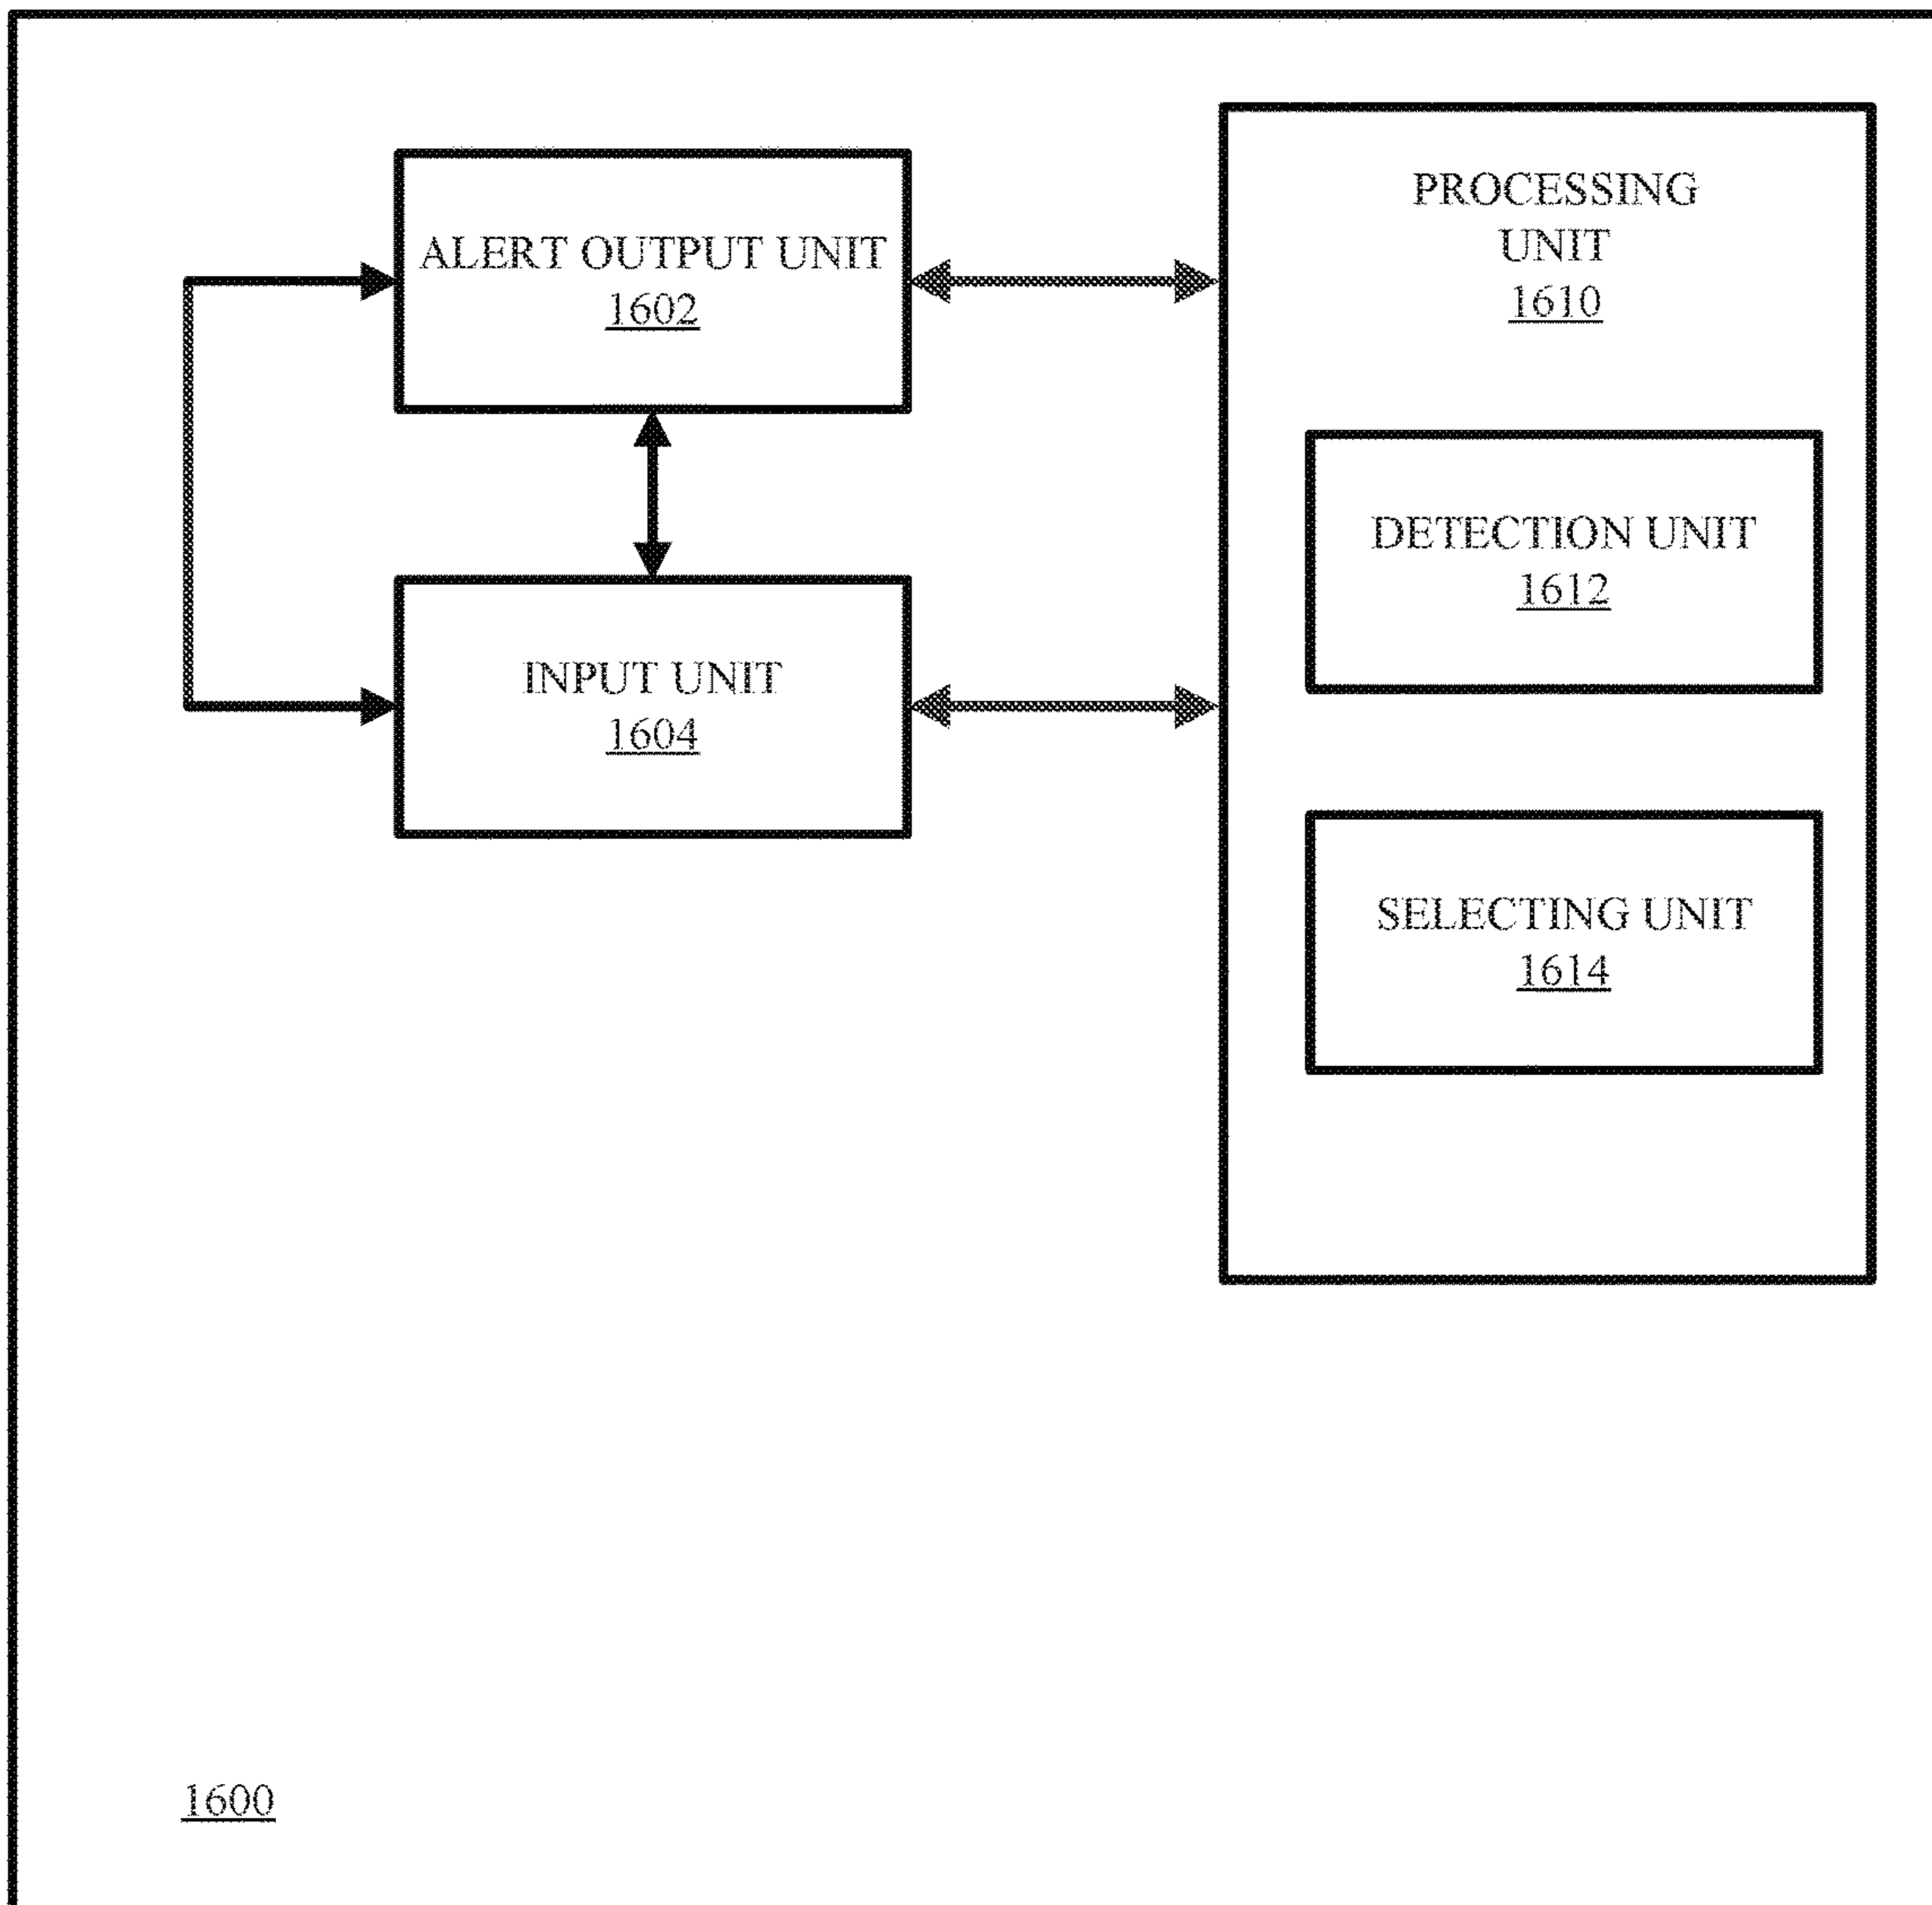 ALERT OUTPUT UNIT
1602
INPUT UNIT
1604
PROCESSING
UNIT
1610
DETECTION UNIT
1612
SELECTING UNIT
1614
1600